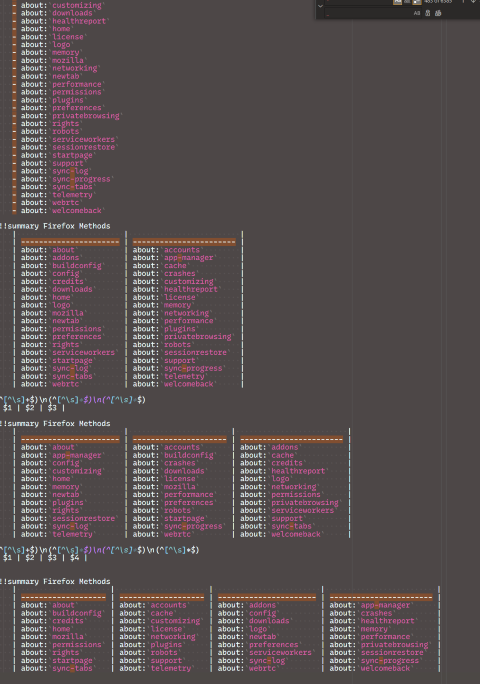 - about:`customizing`
- about:`downloads`
- about:`healthreport`
- about:`home`
- about:`license`
- about:`logo`
- about:`memory`
- about:`mozilla`
- about:`networking`
- about:`newtab`
- about:`performance`
- about:`permissions`
- about:`plugins`
- about:`preferences`
- about:`privatebrowsing`
- about:`rights`
- about:`robots`
- about:`serviceworkers`
- about:`sessionrestore`
- about:`startpage`
- about:`support`
- about:`sync-log`
- about:`sync-progress`
- about:`sync-tabs`
- about:`telemetry`
- about:`webrtc`
- about:`welcomeback`
!!summary Firefox Methods
| about:`about` | about:`accounts` |
| about:`addons` | about:`app-manager` |
| about:`buildconfig` | about:`cache` |
| about:`config` | about:`crashes` |
| about:`credits` | about:`customizing` |
| about:`downloads` | about:`healthreport` |
| about:`home` | about:`license` |
| about:`logo` | about:`memory` |
| about:`mozilla` | about:`networking` |
| about:`newtab` | about:`performance` |
| about:`permissions` | about:`plugins` |
| about:`preferences` | about:`privatebrowsing` |
| about:`rights` | about:`robots` |
| about:`serviceworkers` | about:`sessionrestore` |
| about:`startpage` | about:`support` |
| about:`sync-log` | about:`sync-progress` |
| about:`sync-tabs` | about:`telemetry` |
| about:`webrtc` | about:`welcomeback` |
^[^\s]+$)\n(^[^\s]+$)\n(^[^\s]+$)
$1 | $2 | $3 |
!!summary Firefox Methods
| about:`about` | about:`accounts` | about:`addons` |
| about:`app-manager` | about:`buildconfig` | about:`cache` |
| about:`config` | about:`crashes` | about:`credits` |
| about:`customizing` | about:`downloads` | about:`healthreport` |
| about:`home` | about:`license` | about:`logo` |
| about:`memory` | about:`mozilla` | about:`networking` |
| about:`newtab` | about:`performance` | about:`permissions` |
| about:`plugins` | about:`preferences` | about:`privatebrowsing` |
| about:`rights` | about:`robots` | about:`serviceworkers` |
| about:`sessionrestore` | about:`startpage` | about:`support` |
| about:`sync-log` | about:`sync-progress` | about:`sync-tabs` |
| about:`telemetry` | about:`webrtc` | about:`welcomeback` |
^[^\s]+$)\n(^[^\s]+$)\n(^[^\s]+$)\n(^[^\s]+$)
$1 | $2 | $3 | $4 |
!!summary Firefox Methods
| about:`about` | about:`accounts` | about:`addons` | about:`app-manager` |
| about:`buildconfig` | about:`cache` | about:`config` | about:`crashes` |
| about:`credits` | about:`customizing` | about:`downloads` | about:`healthreport` |
| about:`home` | about:`license` | about:`logo` | about:`memory` |
| about:`mozilla` | about:`networking` | about:`newtab` | about:`performance` |
| about:`permissions` | about:`plugins` | about:`preferences` | about:`privatebrowsing` |
| about:`rights` | about:`robots` | about:`serviceworkers` | about:`sessionrestore` |
| about:`startpage` | about:`support` | about:`sync-log` | about:`sync-progress` |
| about:`sync-tabs` | about:`telemetry` | about:`webrtc` | about:`welcomeback` |